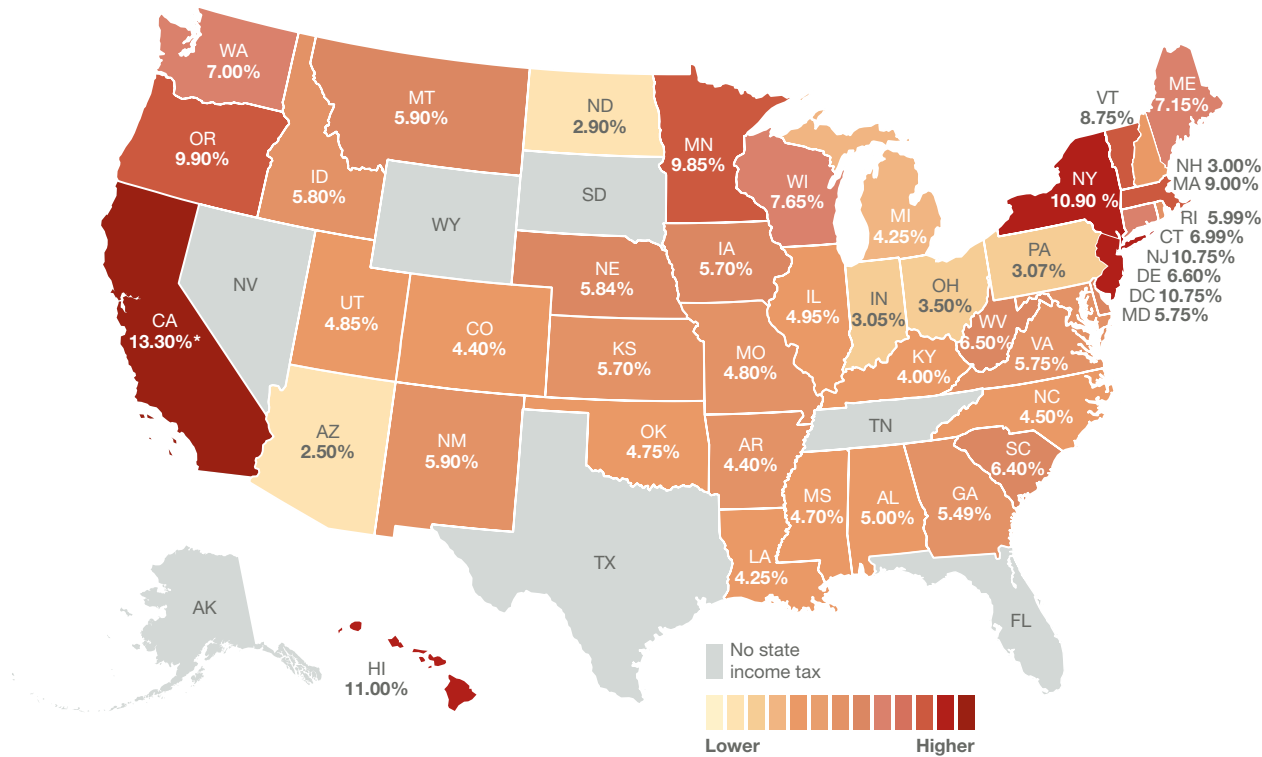 WA
7.00%
MT
5.90%
ND
2.90%
MN
9.85%
VT
8.75%
ME
7.15%
OR
9.90%
ID
5.80%
SD
WY
WI
7.65%
MI
4.25%
NY
10.90 %
NH 3.00%
MA 9.00%
RI 5.99%
CT 6.99%
NJ 10.75%
DE 6.60%
DC 10.75%
MD 5.75%
IA
5.70%
NE
5.84%
PA
3.07%
NV
UT
4.85%
CO
4.40%
IL
4.95%
IN
3.05%
OH
3.50%
WV
6.50%
VA
5.75%
CA
13.30%*
KS
5.70%
MO
4.80%
KY
4.00%
NC
4.50%
TN
AZ
2.50%
NM
5.90%
OK
4.75%
AR
4.40%
SC
6.40%
MS
4.70%
AL
5.00%
GA
5.49%
TX
LA
4.25%
AK
FL
HI
11.00%
No state
income tax
Lower
Higher